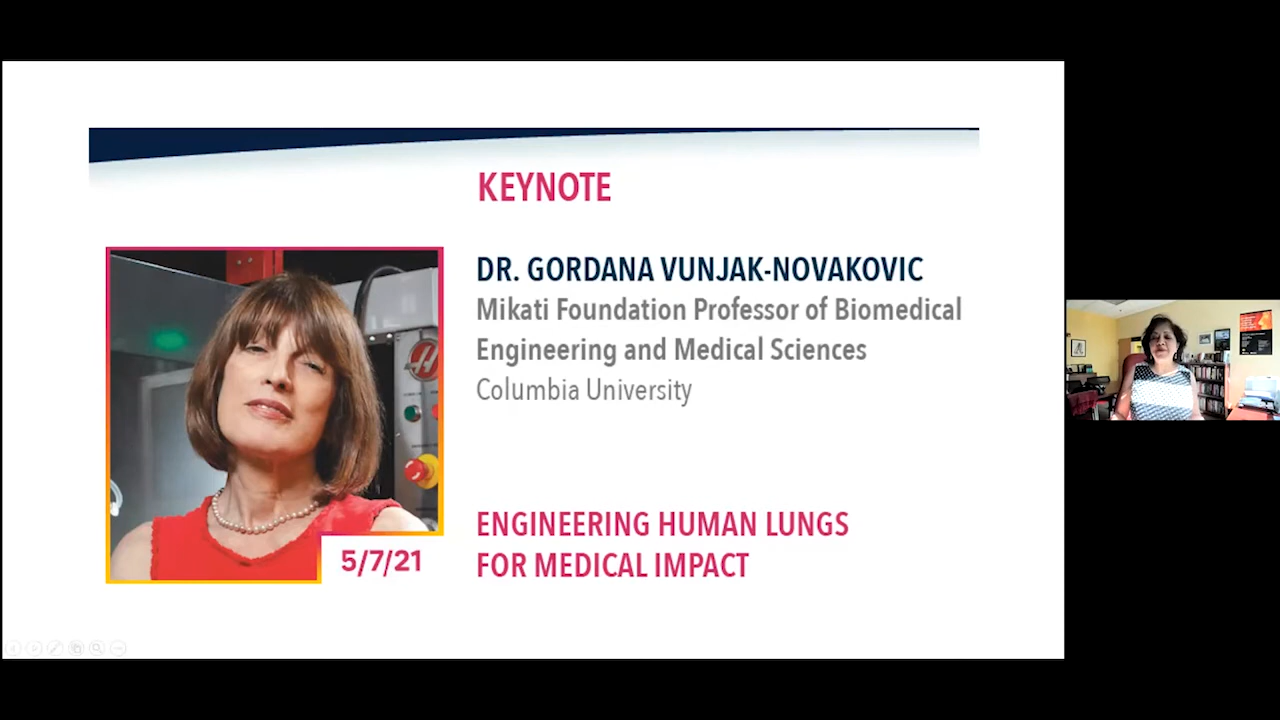 KEYNOTE
DR. GORDANA VUNJAK-NOVAKOVIC
Mikati Foundation Professor of Biomedical
Engineering and Medical Sciences
Columbia University
5/7/21
ENGINEERING HUMAN LUNGS
FOR MEDICAL IMPACT